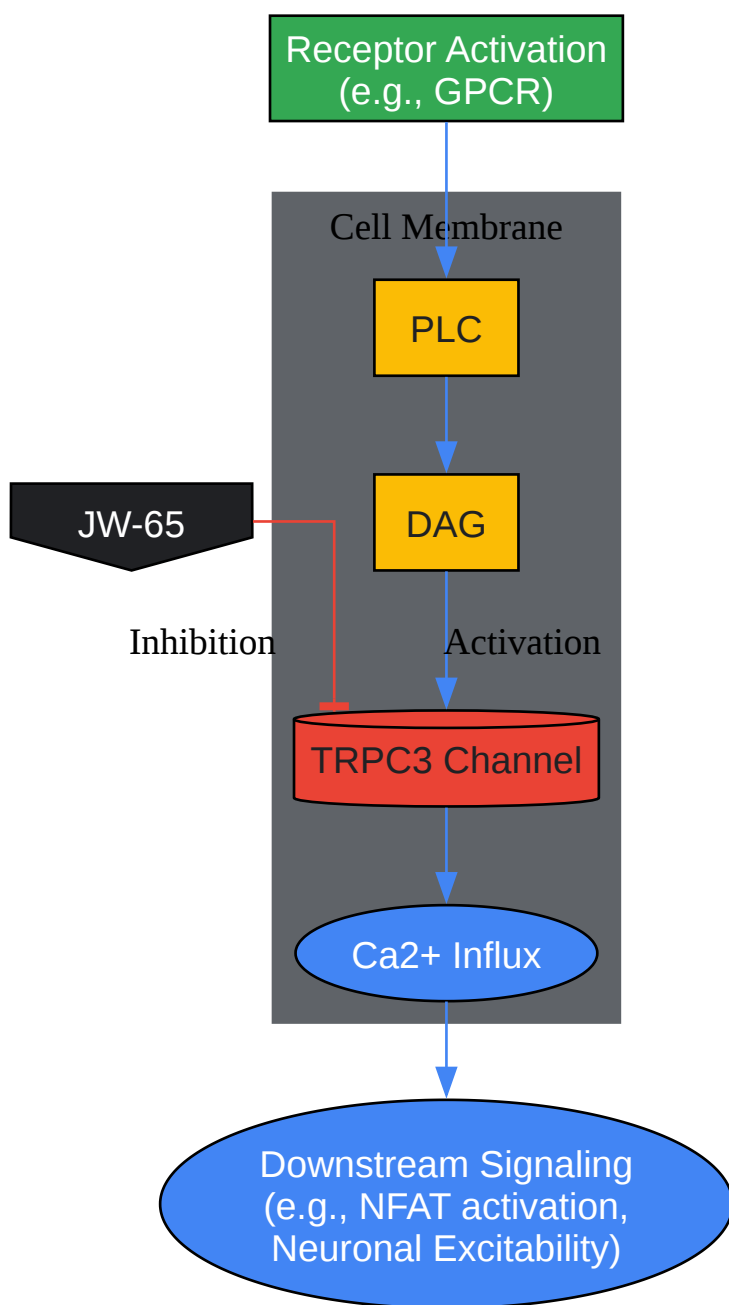 Receptor Activation
(e.g., GPCR)
Cell Membrane
PLC
JW-65
DAG
Inhibition
Activation
TRPC3 Channel
Ca2+ Influx
Downstream Signaling
(e.g., NFAT activation,
Neuronal Excitability)